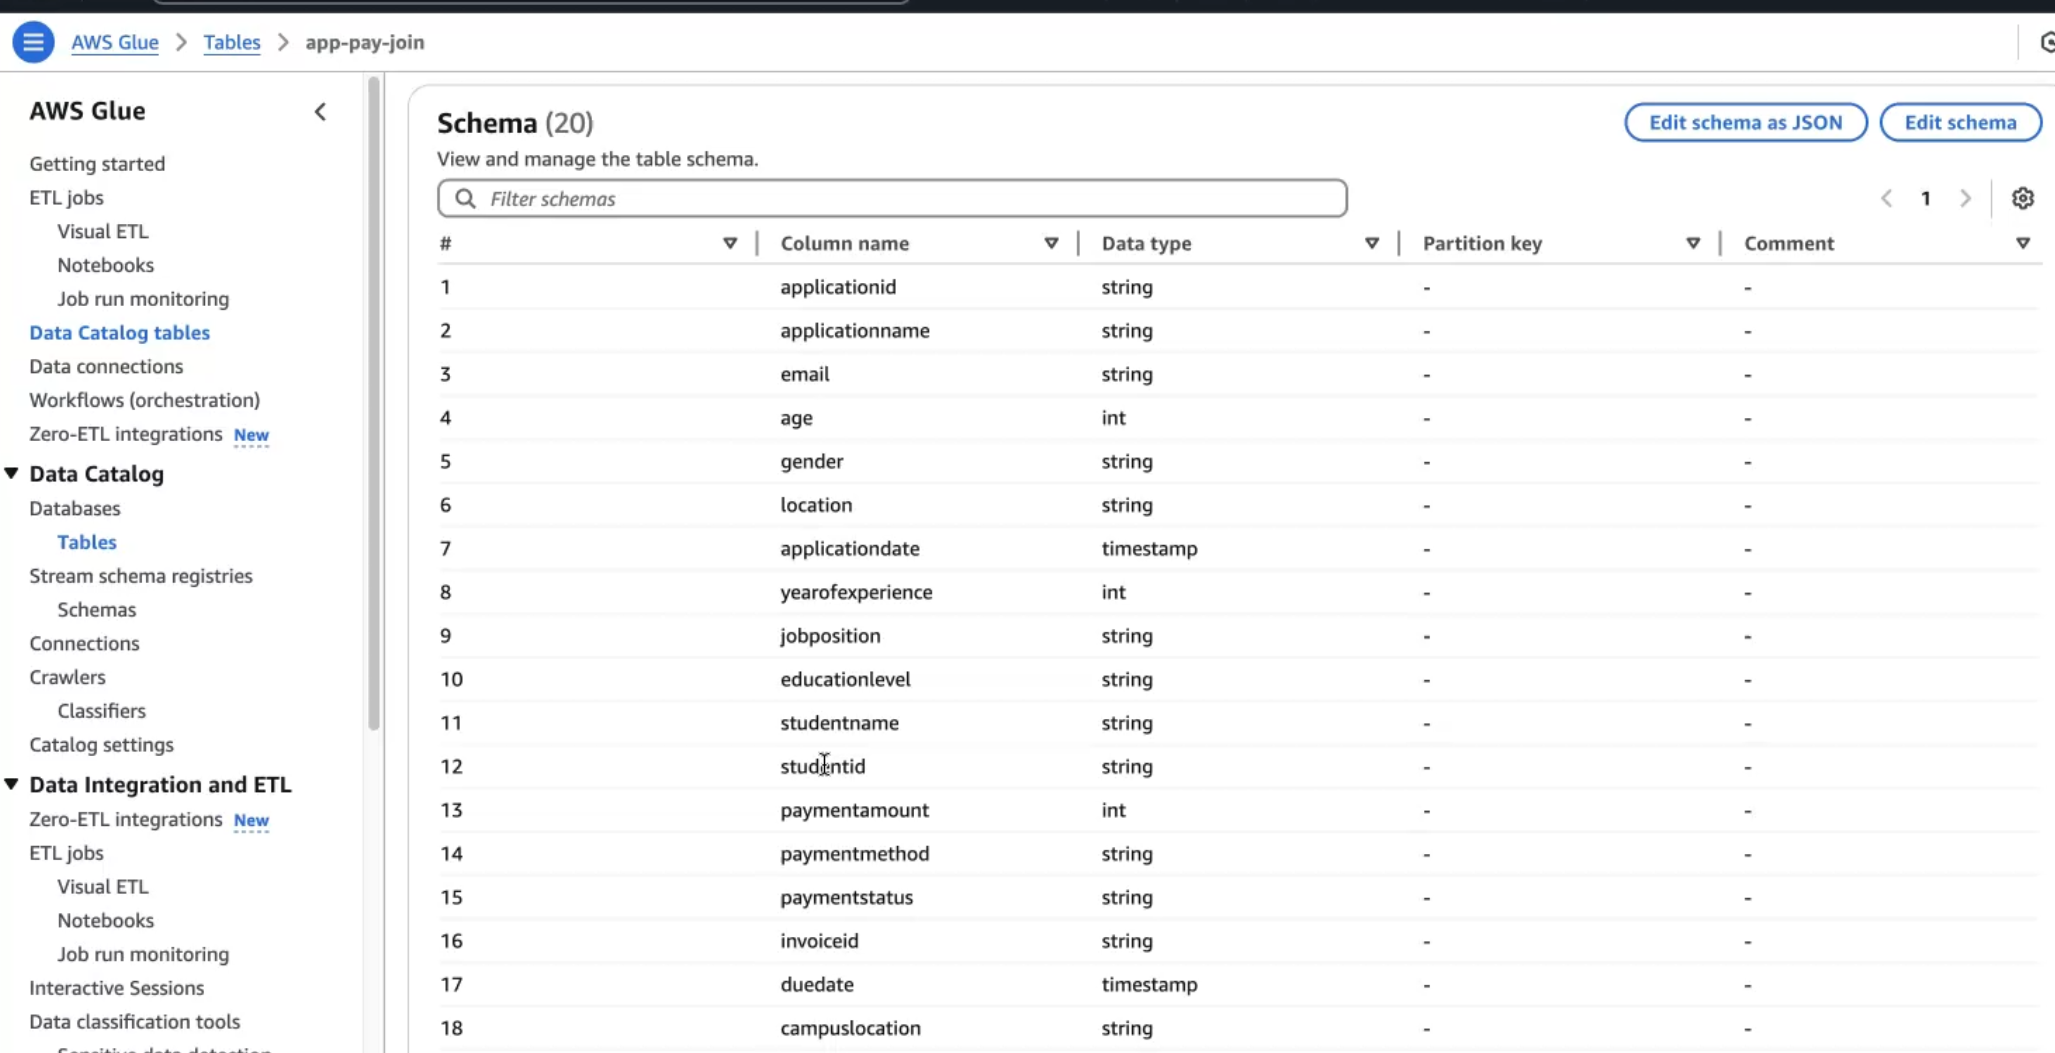 AWS Glue > Tables > app-pay-join
AWS Glue
Getting started
ETL jobs
Visual ETL
Notebooks
Job run monitoring
Data Catalog tables
Data connections
Workflows (orchestration)
Zero-ETL integrations New
Data Catalog
Databases
Tables
Stream schema registries
Schemas
Connections
Crawlers
Classifiers
Catalog settings
Data Integration and ETL
Zero-ETL integrations New
ETL jobs
Visual ETL
Notebooks
Job run monitoring
Interactive Sessions
Data classification tools
Sensitive data detection
Schema (20)
Edit schema as JSON
Edit schema
View and manage the table schema.
Filter schemas
1
# Column name Data type Partition key Comment
1 applicationid string - -
2 applicationname string - -
3 email string - -
4 age int - -
5 gender string - -
6 location string - -
7 applicationdate timestamp - -
8 yearofexperience int - -
9 jobposition string - -
10 educationlevel string - -
11 studentname string - -
12 studentid string - -
13 paymentamount int - -
14 paymentmethod string - -
15 paymentstatus string - -
16 invoiceid string - -
17 duedate timestamp - -
18 campuslocation string - -